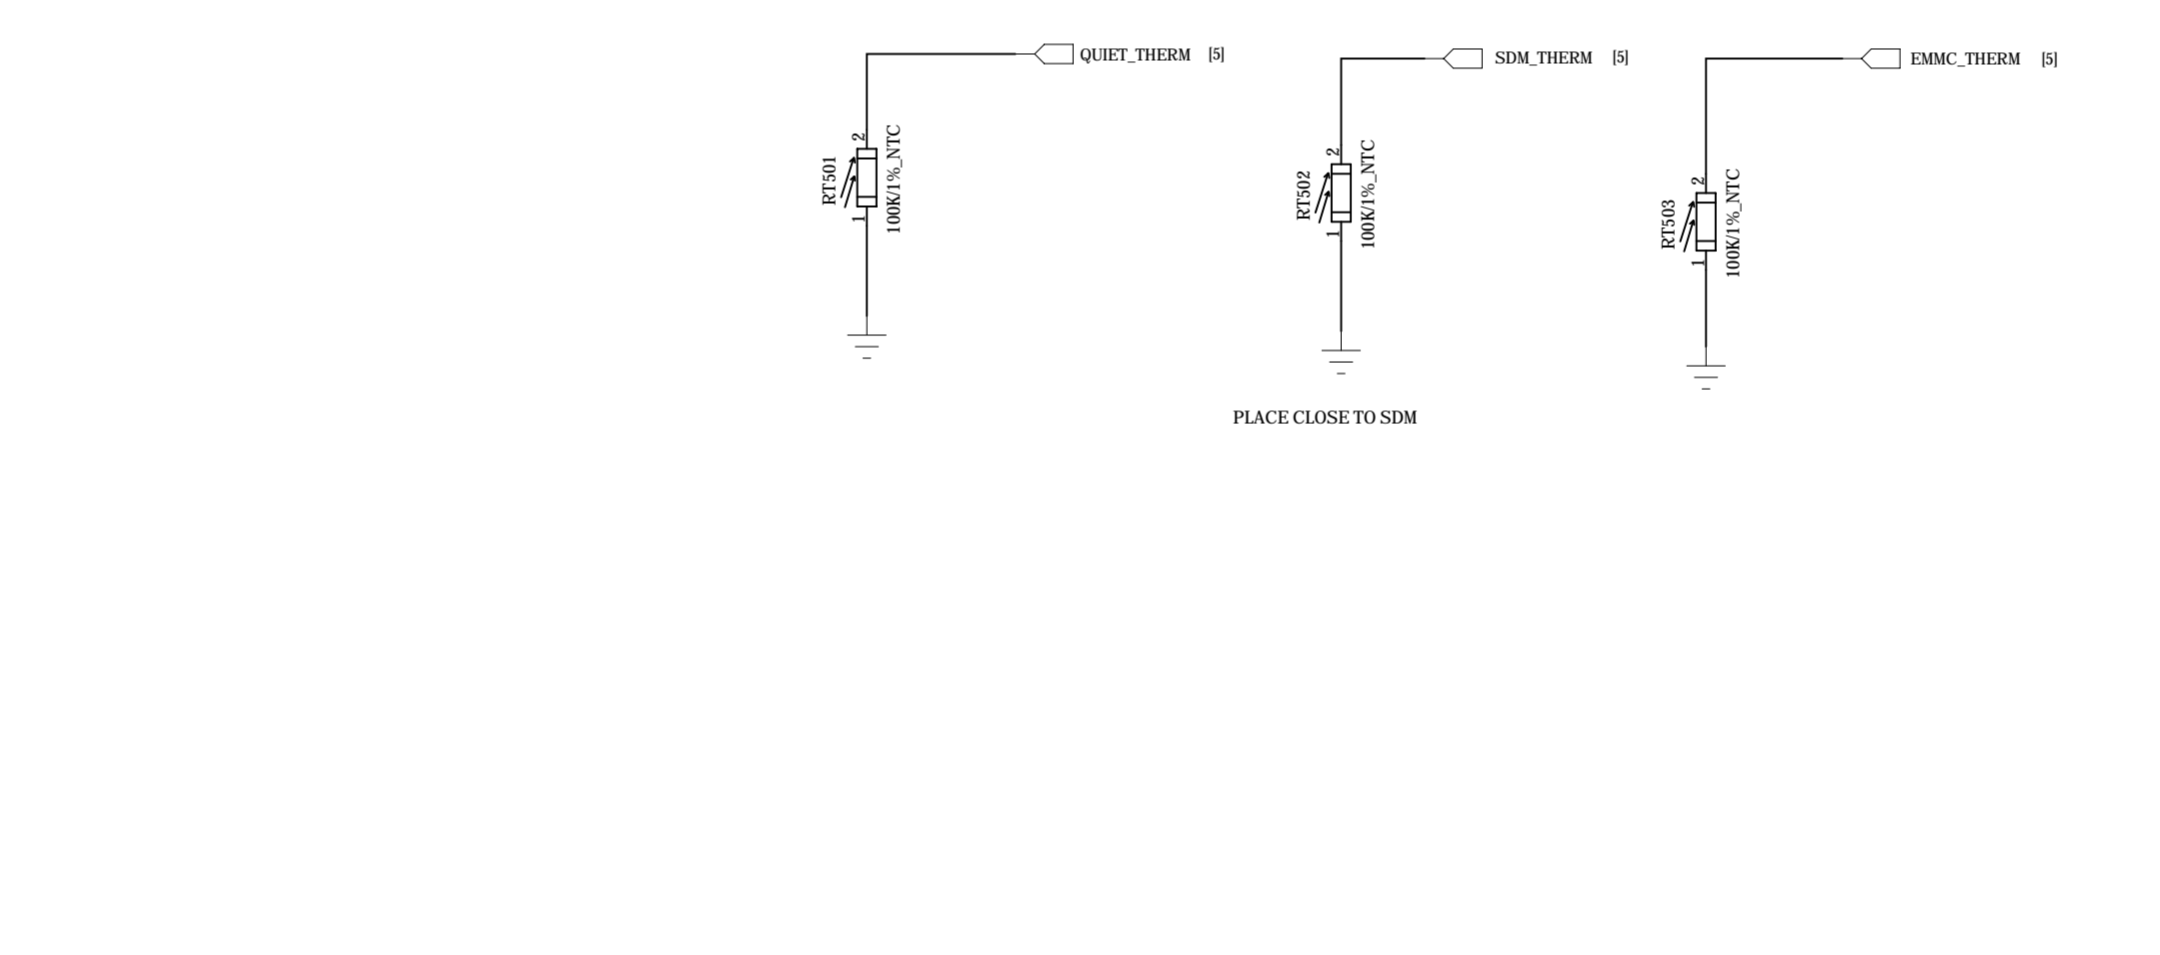 QUIET_THERM [5]
2
RT501
100K/1%_NTC
1
SDM_THERM [5]
2
RT502
100K/1%_NTC
1
PLACE CLOSE TO SDM
EMMC_THERM [5]
2
RT503
100K/1%_NTC
1